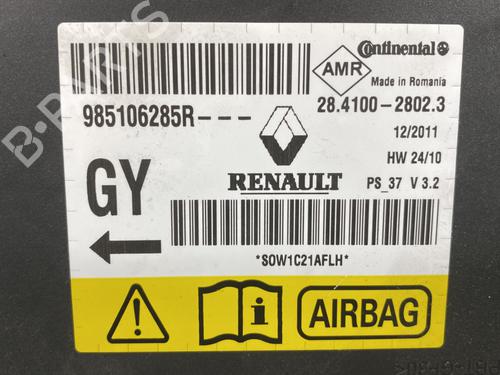 Continental
AMR
Made in Romania
985106285R---
28.4100-2802.3
12/2011
HW 24/10
GY
RENAULT
PS_37 V 3.2
*S0W1C21AFLH*
i
AIRBAG
B-PARTS